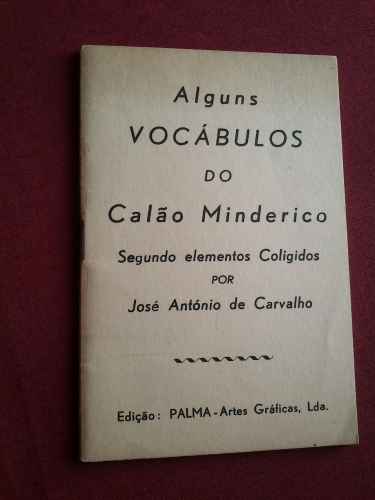 Alguns
VOCÁBULOS
DO
Calão Minderico
Segundo elementos Coligidos
POR
José António de Carvalho
Edição: PALMA-Artes Gráficas, Lda.